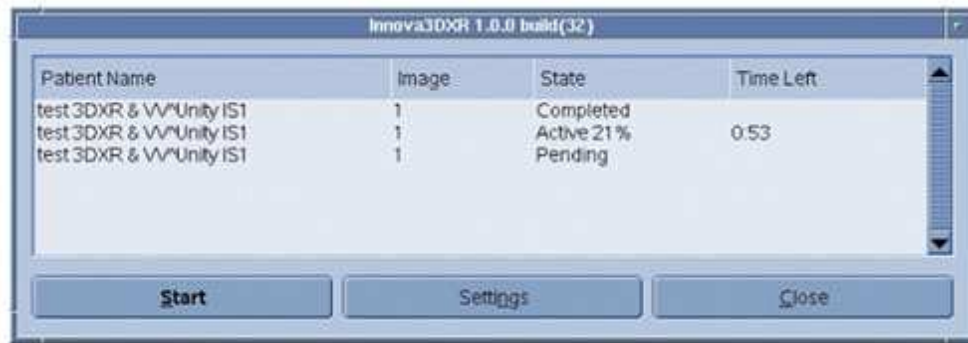 Innova3DXR 1.0.0 build(32)
Patient Name Image State Time Left
test 3DXR & VV^Unity IS1 1 Completed
test 3DXR & VV^Unity IS1 1 Active 21% 0:53
test 3DXR & VV^Unity IS1 1 Pending
Start Settings Close